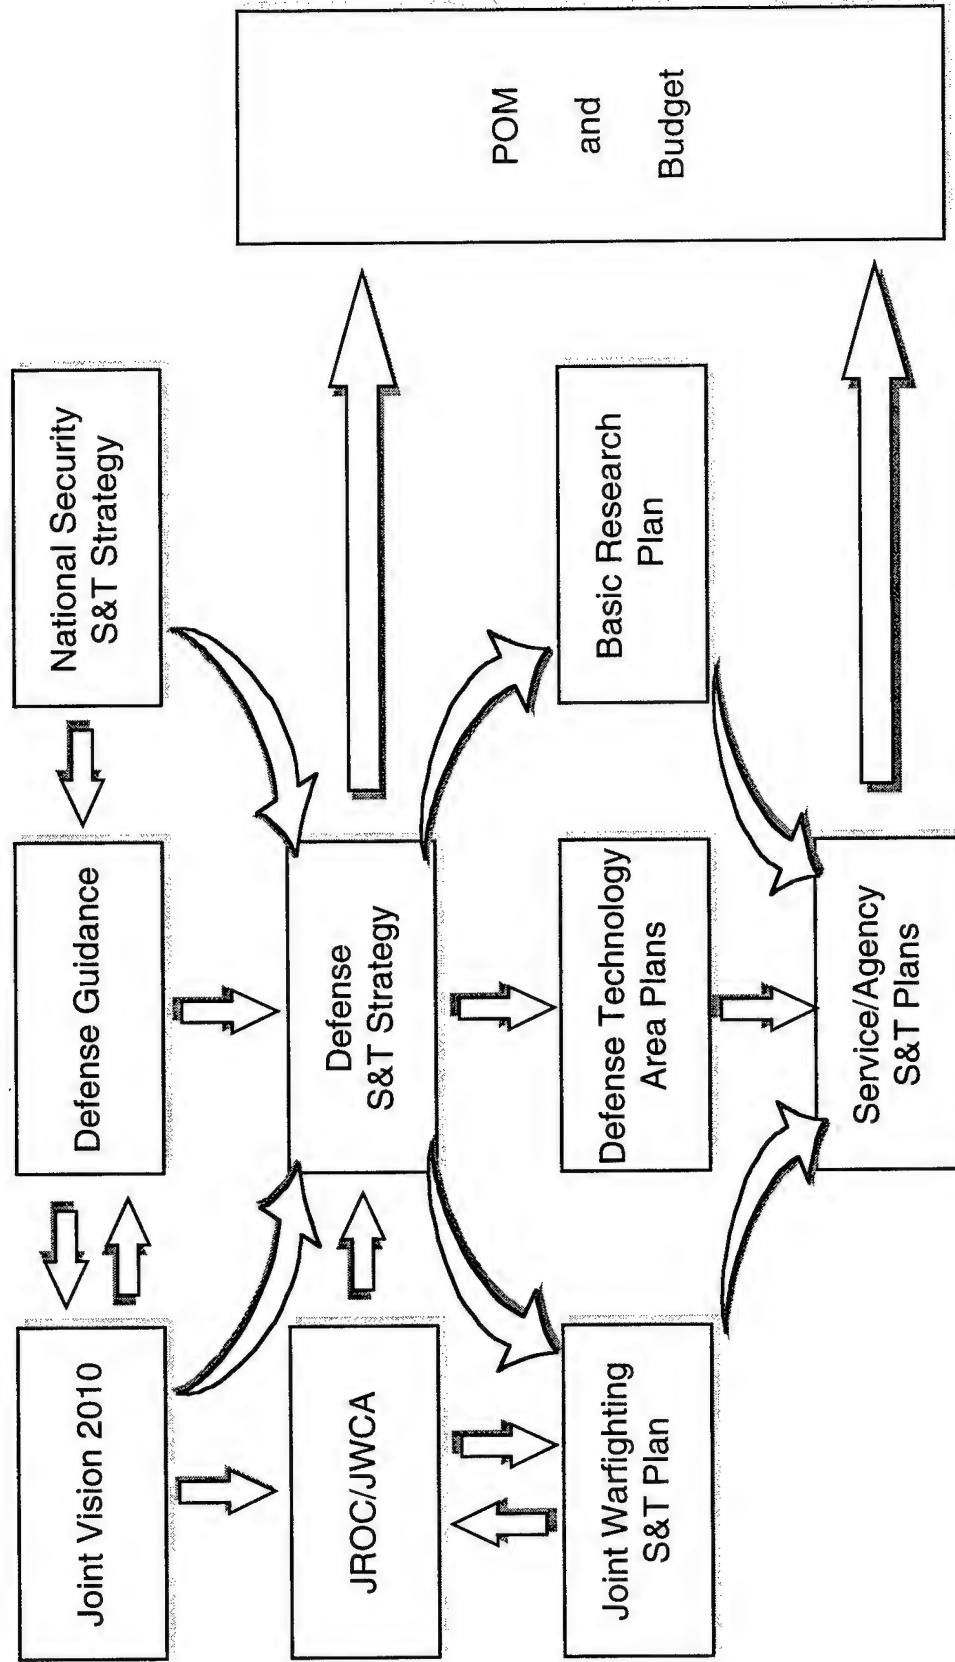 Joint Vision 2010
Defense Guidance
National Security
S&T Strategy
JROC/JWCA
Defense
S&T Strategy
POM
and
Budget
Joint Warfighting
S&T Plan
Defense Technology
Area Plans
Basic Research
Plan
Service/Agency
S&T Plans